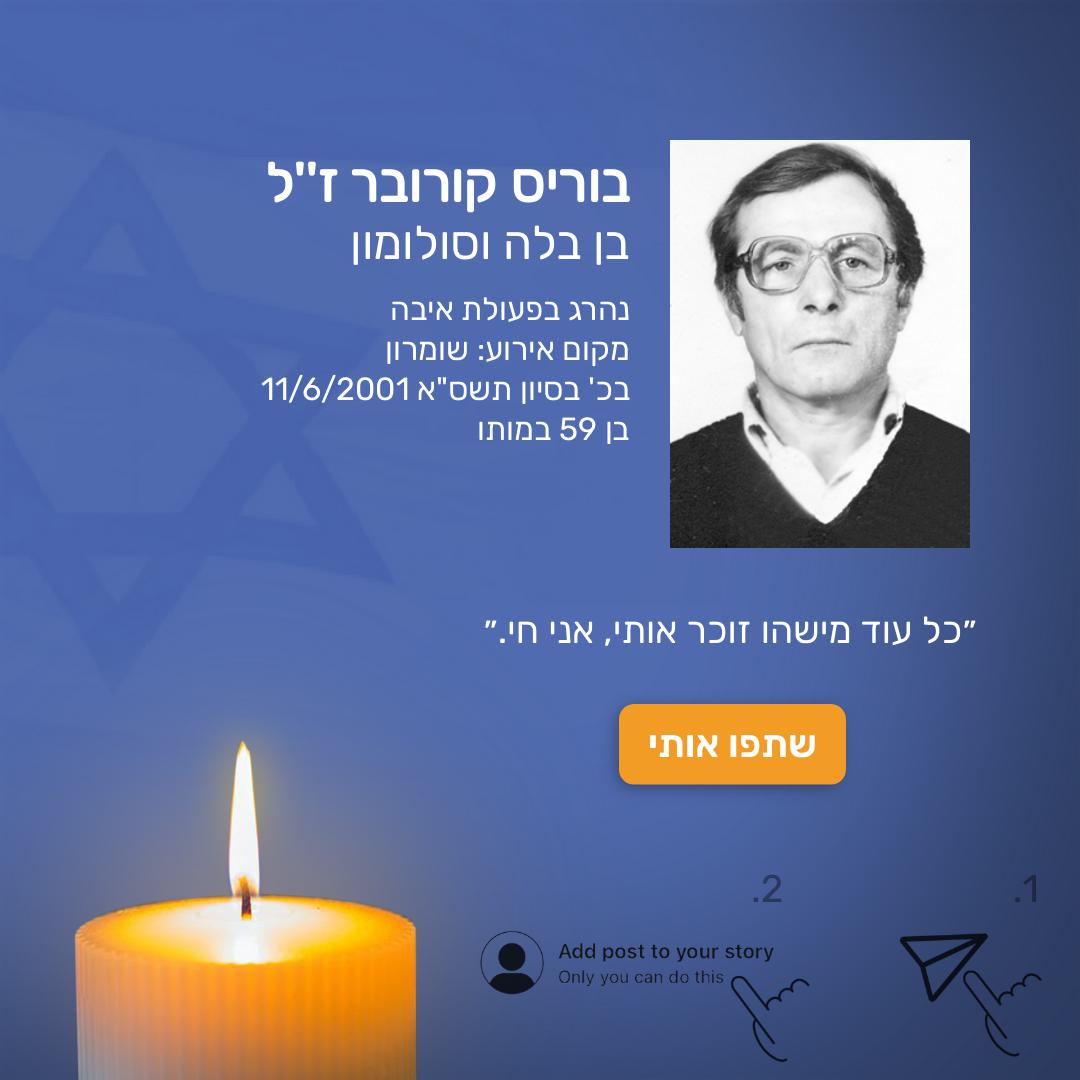 בוריס קורובר ז"ל
בן בלה וסולומון
נהרג בפעולת איבה
מקום אירוע: שומרון
בכ' בסיון תשס"א 11/6/2001
בן 59 במותו
״כל עוד מישהו זוכר אותי, אני חי.״
שתפו אותי
1.
2.
Add post to your story
Only you can do this